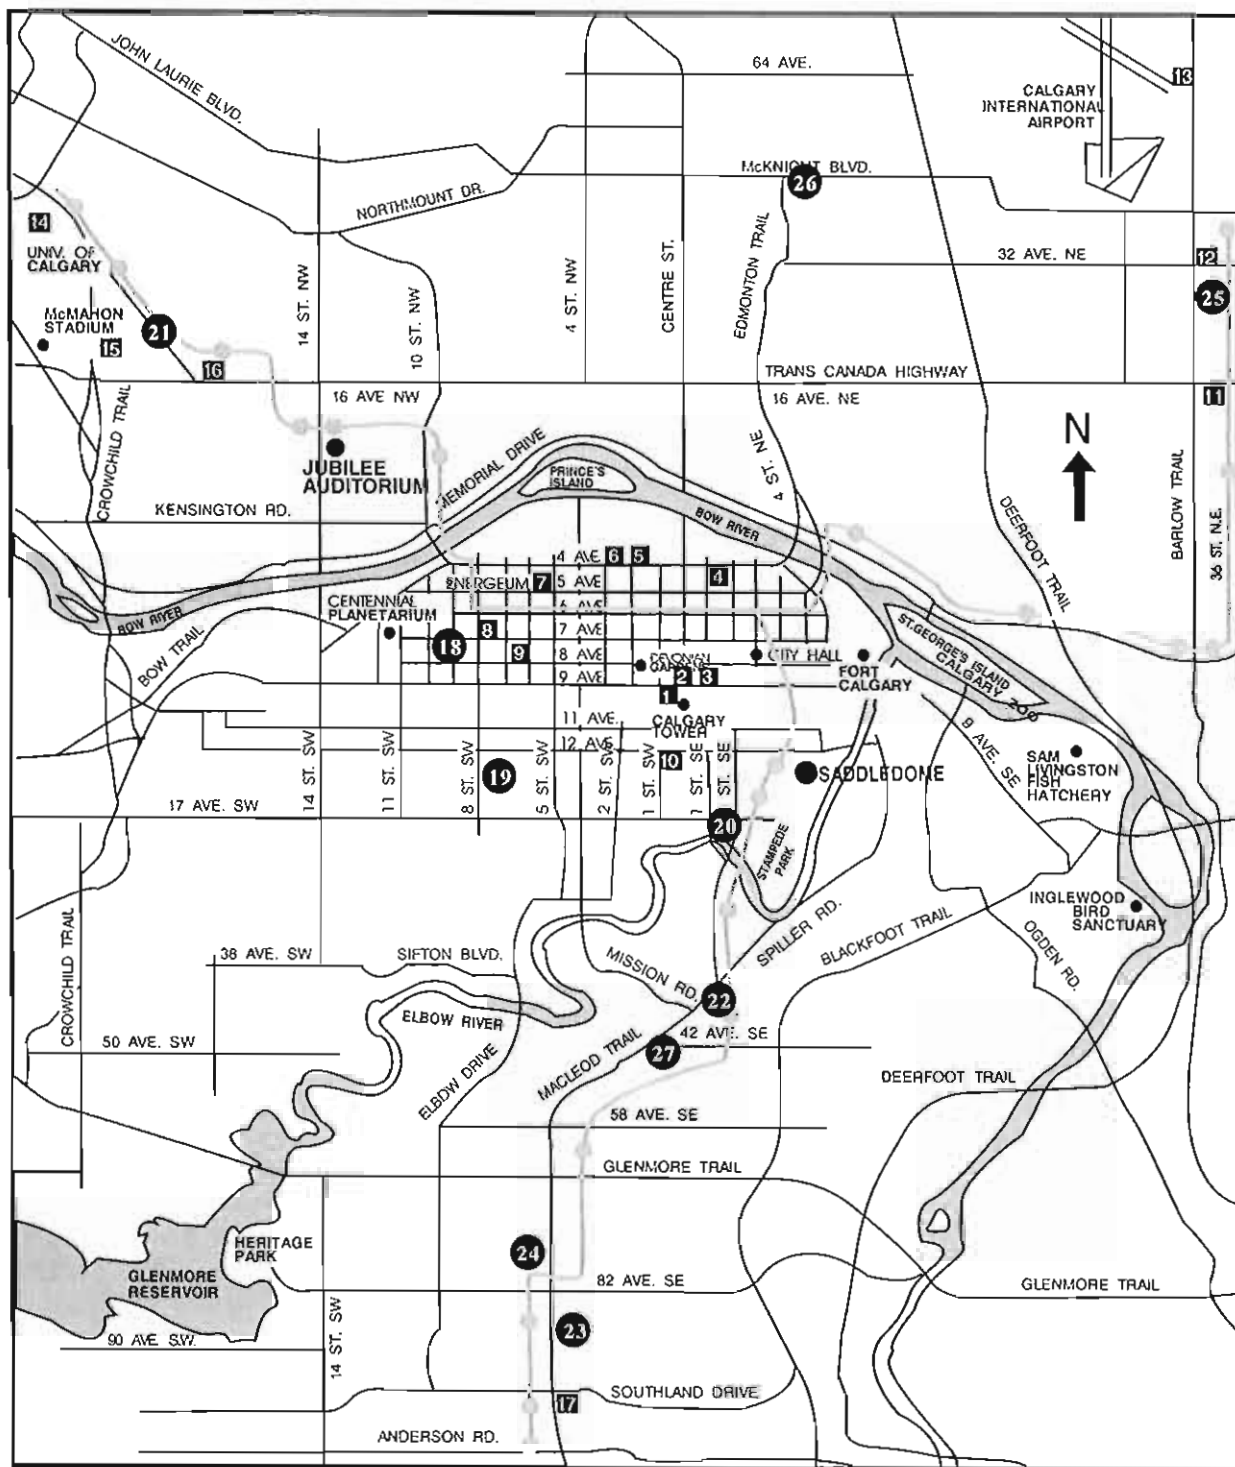 64 AVE.
JOHN LAURIE BLVD.
13
CALGARY
INTERNATIONAL
AIRPORT
McKNIGHT BLVD.
26
NORTHMOUNT DR.
14
UNIV. OF
CALGARY
EDMONTON TRAIL
32 AVE. NE
12
25
McMAHON
STADIUM
21
15
16
14 ST. NW
10 ST. NW
4 ST. NW
CENTRE ST.
TRANS CANADA HIGHWAY
16 AVE NW
16 AVE. NE
11
N
CROWCHILD TRAIL
JUBILEE
AUDITORIUM
MEMORIAL DRIVE
PRINCE'S
ISLAND
4 ST. NE
KENSINGTON RD.
BOW RIVER
DEERFOOT TRAIL
BARLOW TRAIL
36 ST. N.E.
4 AVE
6
5
ENERGEUM
7
5 AVE
4
6 AVE
CENTENNIAL
PLANETARIUM
BOW RIVER
BOW TRAIL
8
7 AVE
18
9
8 AVE
DEVONIAN
GARDENS
CITY HALL
2
3
9 AVE
FORT
CALGARY
ST.GEORGE'S ISLAND
CALGARY ZOO
1
11 AVE.
CALGARY
TOWER
12 AVE
10
9 AVE. SE
SAM
LIVINGSTON
FISH
HATCHERY
14 ST. SW
11 ST. SW
8 ST. SW
19
5 ST. SW
2 ST. SW
1 ST. SW
1 ST. SE
ST. SE
SADDLEDOME
17 AVE. SW
20
STAMPEDE
PARK
INGLEWOOD
BIRD
SANCTUARY
CROWCHILD TRAIL
38 AVE. SW
SIFTON BLVD.
MISSION RD.
SPILLER RD.
BLACKFOOT TRAIL
OGDEN RD.
22
ELBOW RIVER
50 AVE. SW
42 AVE. SE
27
MACLEOD TRAIL
ELBOW DRIVE
DEERFOOT TRAIL
58 AVE. SE
GLENMORE TRAIL
HERITAGE
PARK
24
GLENMORE
RESERVOIR
82 AVE. SE
GLENMORE TRAIL
23
90 AVE S.W.
14 ST. SW
17
SOUTHLAND DRIVE
ANDERSON RD.